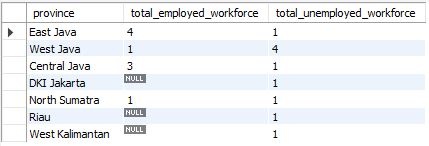 province total_employed_workforce total_unemployed_workforce
East Java 4 1
West Java 1 4
Central Java 3 1
DKI Jakarta NULL 1
North Sumatra 1 1
Riau NULL 1
West Kalimantan NULL 1